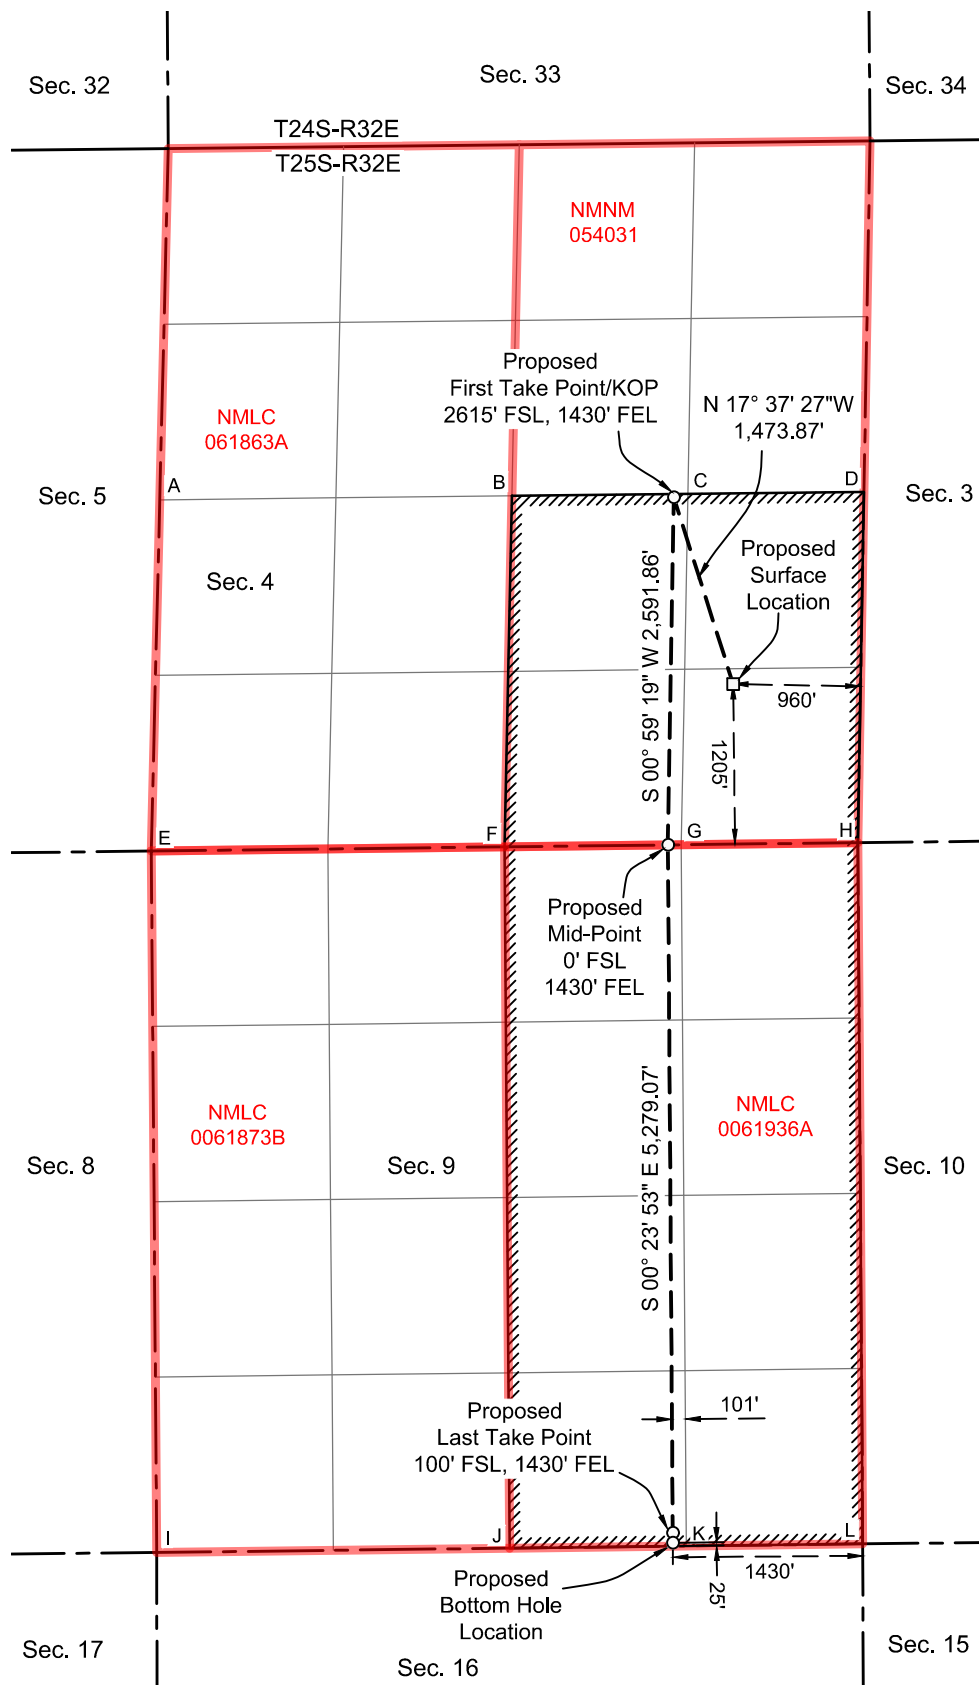 Sec. 32
Sec. 33
Sec. 34
T24S-R32E
T25S-R32E
NMNM
054031
Proposed
First Take Point/KOP
2615' FSL, 1430' FEL
N 17° 37' 27"W
1,473.87'
NMLC
061863A
A
B
C
D
Sec. 5
Sec. 3
Sec. 4
Proposed
Surface
Location
S 00° 59' 19" W 2,591.86'
960'
1205'
E
F
G
H
Proposed
Mid-Point
0' FSL
1430' FEL
S 00° 23' 53" E 5,279.07'
NMLC
0061873B
NMLC
0061936A
Sec. 8
Sec. 9
Sec. 10
101'
Proposed
Last Take Point
100' FSL, 1430' FEL
I
J
K
L
1430'
25'
Proposed
Bottom Hole
Location
Sec. 17
Sec. 16
Sec. 15